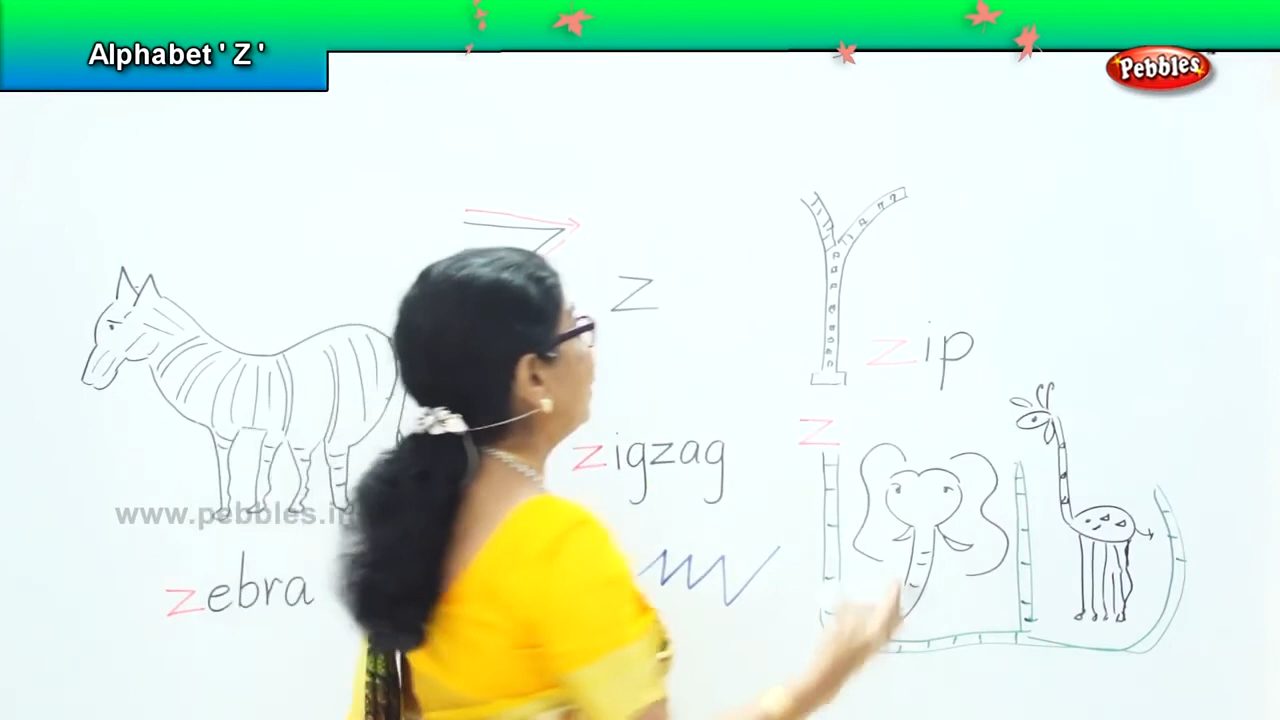 Alphabet ' Z '
Pebbles
Z
z
zip
z
zigzag
www.pebbles.in
zebra